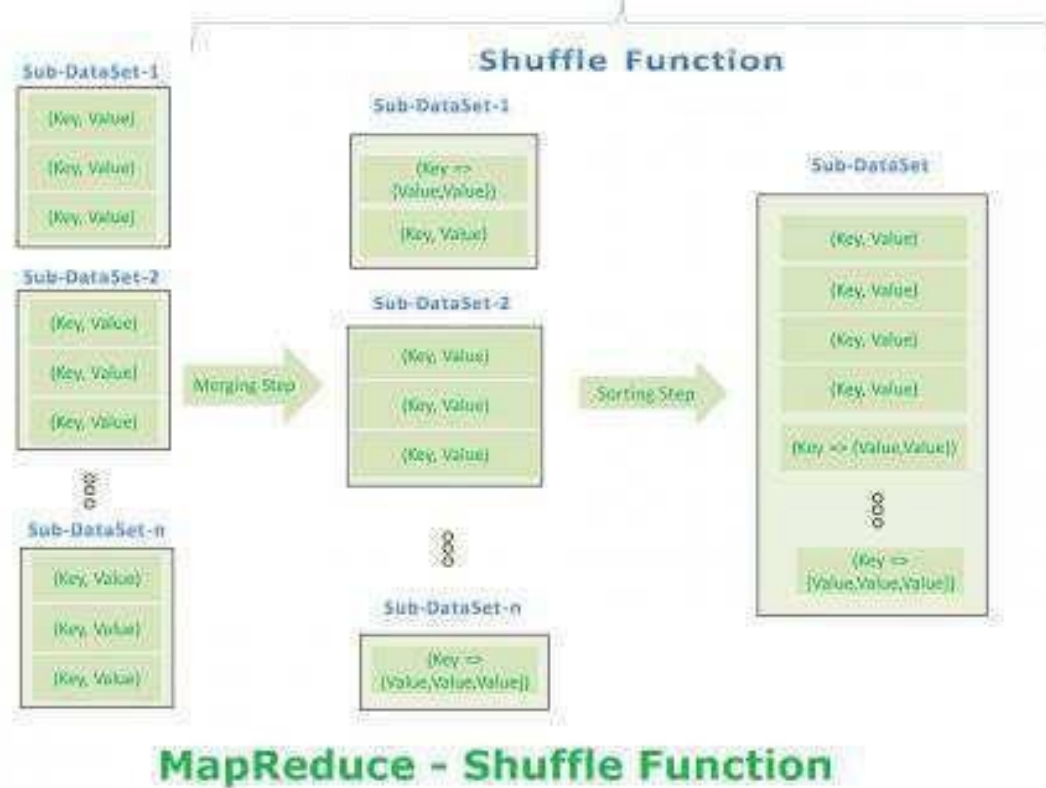 Shuffle Function
Sub-DataSet-1
(Key, Value)
(Key, Value)
(Key, Value)
Sub-DataSet-2
(Key, Value)
(Key, Value)
(Key, Value)
Sub-DataSet-n
(Key, Value)
(Key, Value)
(Key, Value)
Merging Step
Sub-DataSet-1
(Key =>
{Value,Value})
(Key, Value)
Sub-DataSet-2
(Key, Value)
(Key, Value)
(Key, Value)
Sub-DataSet-n
(Key =>
{Value,Value,Value})
Sorting Step
Sub-DataSet
(Key, Value)
(Key, Value)
(Key, Value)
(Key, Value)
(Key => {Value,Value})
(Key =>
{Value,Value,Value})
MapReduce - Shuffle Function